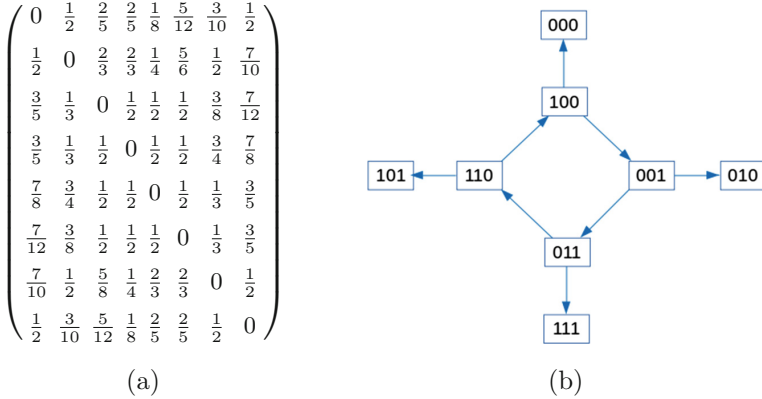 0 1/2 2/5 2/5 1/8 5/12 3/10 1/2
1/2 0 2/3 2/3 1/4 5/6 1/2 7/10
3/5 1/3 0 1/2 1/2 1/2 3/8 7/12
3/5 1/3 1/2 0 1/2 1/2 3/4 7/8
7/8 3/4 1/2 1/2 0 1/2 1/3 3/5
7/12 3/8 1/2 1/2 1/2 0 1/3 3/5
7/10 1/2 5/8 1/4 2/3 2/3 0 1/2
1/2 3/10 5/12 1/8 2/5 2/5 1/2 0
(a)
000
100
101 110 001 010
011
111
(b)